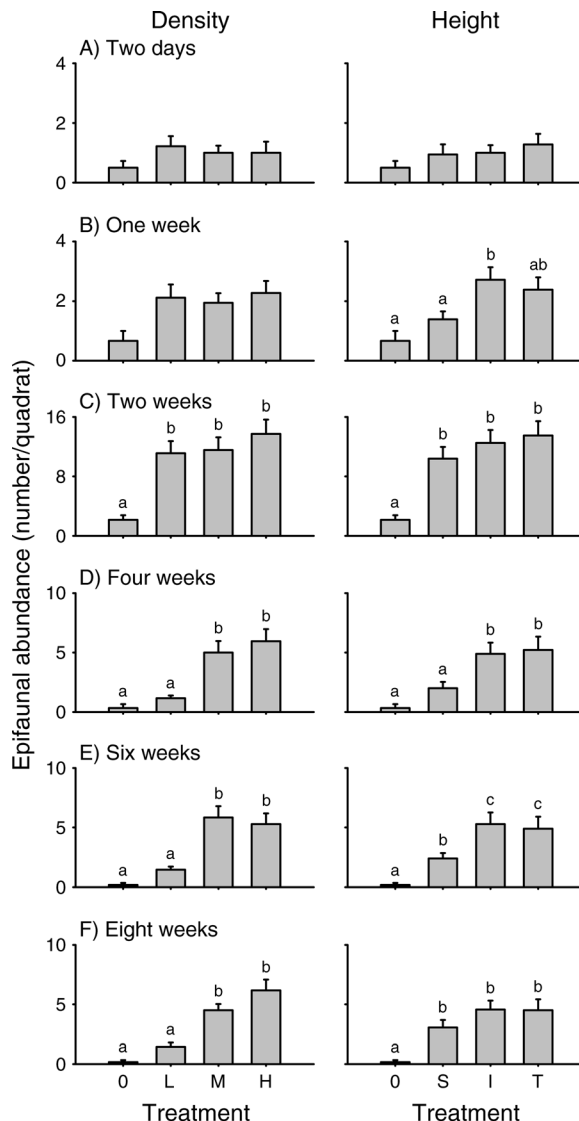 Density Height
A) Two days
4 2 0
B) One week
4 2 0
a a b ab
C) Two weeks
16 12 8 4 0
a b b b a b b b
D) Four weeks
10 5 0
a a b b a a b b
E) Six weeks
10 5 0
a a b b a b c c
F) Eight weeks
10 5 0
a a b b a b b b
0 L M H 0 S I T
Treatment Treatment
Epifaunal abundance (number/quadrat)